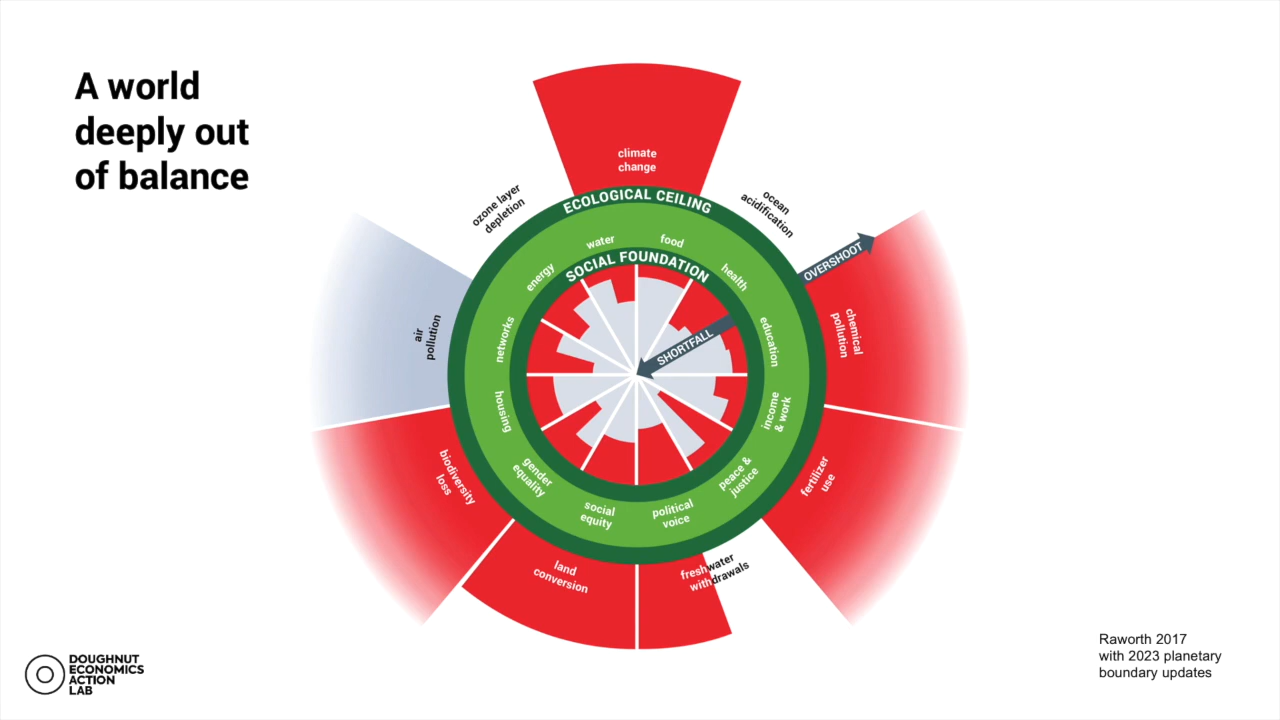 A world
deeply out
of balance
climate
change
ozone layer
depletion
ocean
acidification
ECOLOGICAL CEILING
water
food
energy
health
SOCIAL FOUNDATION
OVERSHOOT
air
pollution
networks
SHORTFALL
education
chemical
pollution
housing
income
& work
biodiversity
loss
gender
equality
peace &
justice
fertilizer
use
social
equity
political
voice
land
conversion
freshwater
withdrawals
DOUGHNUT
ECONOMICS
ACTION
LAB
Raworth 2017
with 2023 planetary
boundary updates